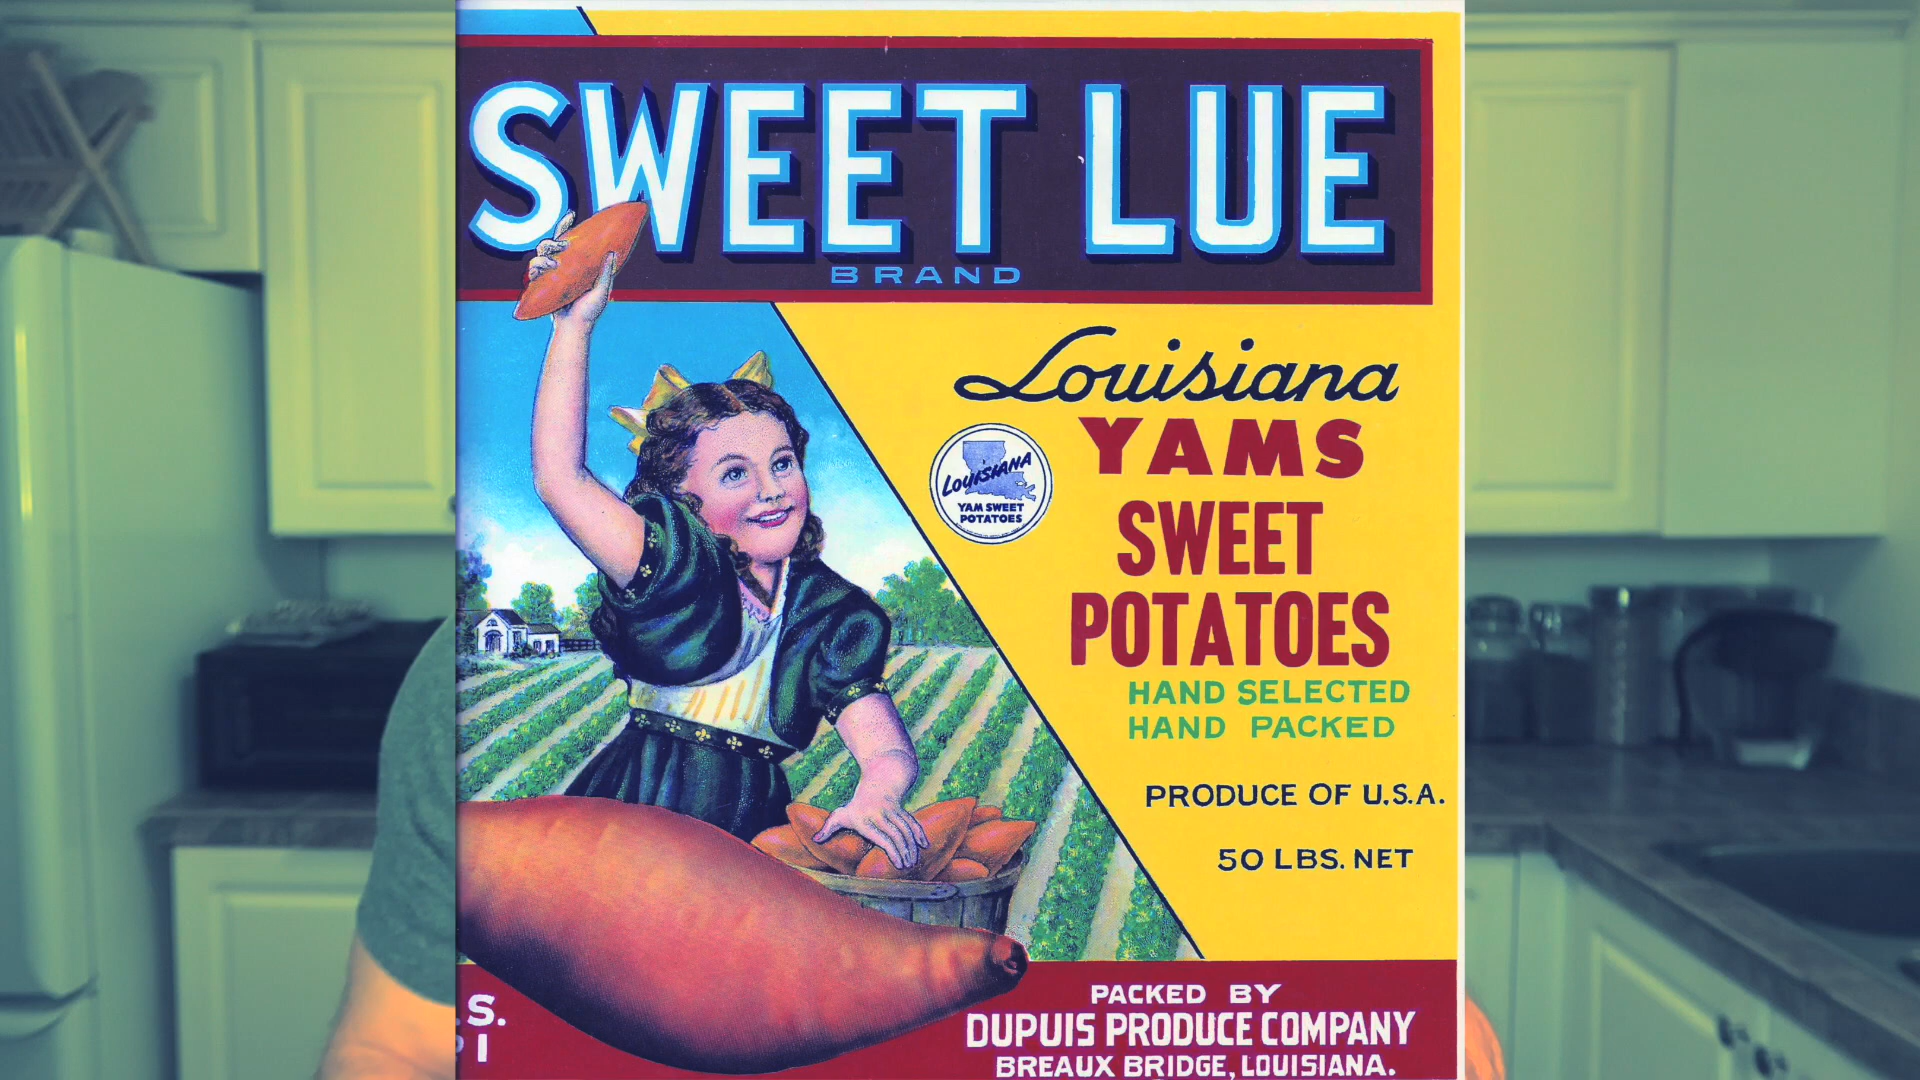 SWEET LUE
BRAND
Louisiana
YAMS
LOUISIANA
YAM SWEET
POTATOES
SWEET
POTATOES
HAND SELECTED
HAND PACKED
PRODUCE OF U.S.A.
50 LBS. NET
.S.
1
PACKED BY
DUPUIS PRODUCE COMPANY
BREAUX BRIDGE, LOUISIANA.